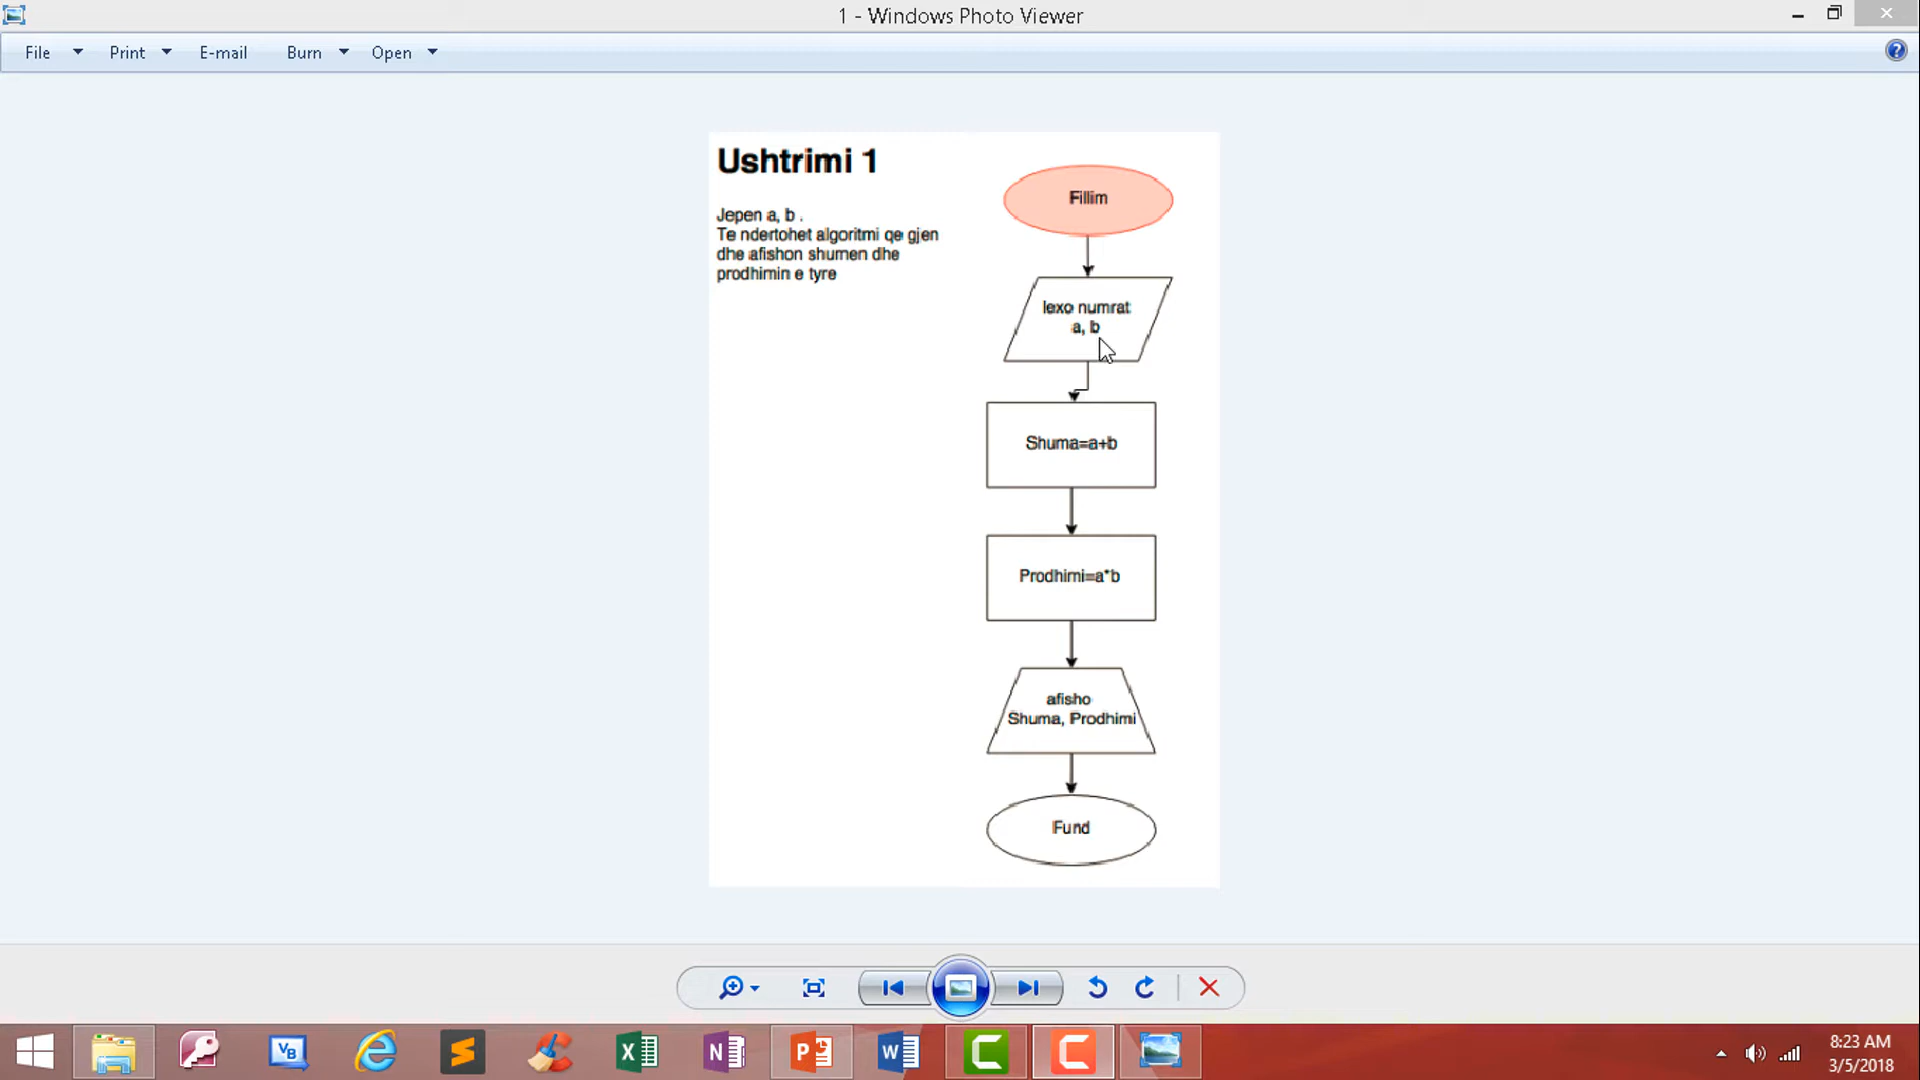 1 - Windows Photo Viewer
File Print E-mail Burn Open
Ushtrimi 1
Jepen a, b .
Te ndertohet algoritmi qe gjen
dhe afishon shumen dhe
prodhimin e tyre
Fillim
lexo numrat
a, b
Shuma=a+b
Prodhimi=a*b
afisho
Shuma, Prodhimi
Fund
8:23 AM
3/5/2018